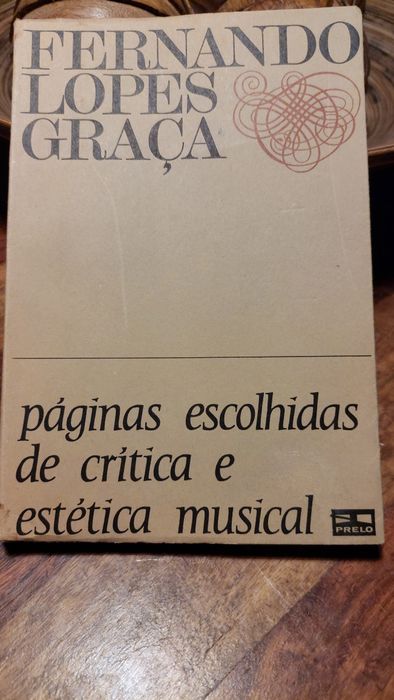 FERNANDO
LOPES
GRAÇA
páginas escolhidas
de crítica e
estética musical
PRELO